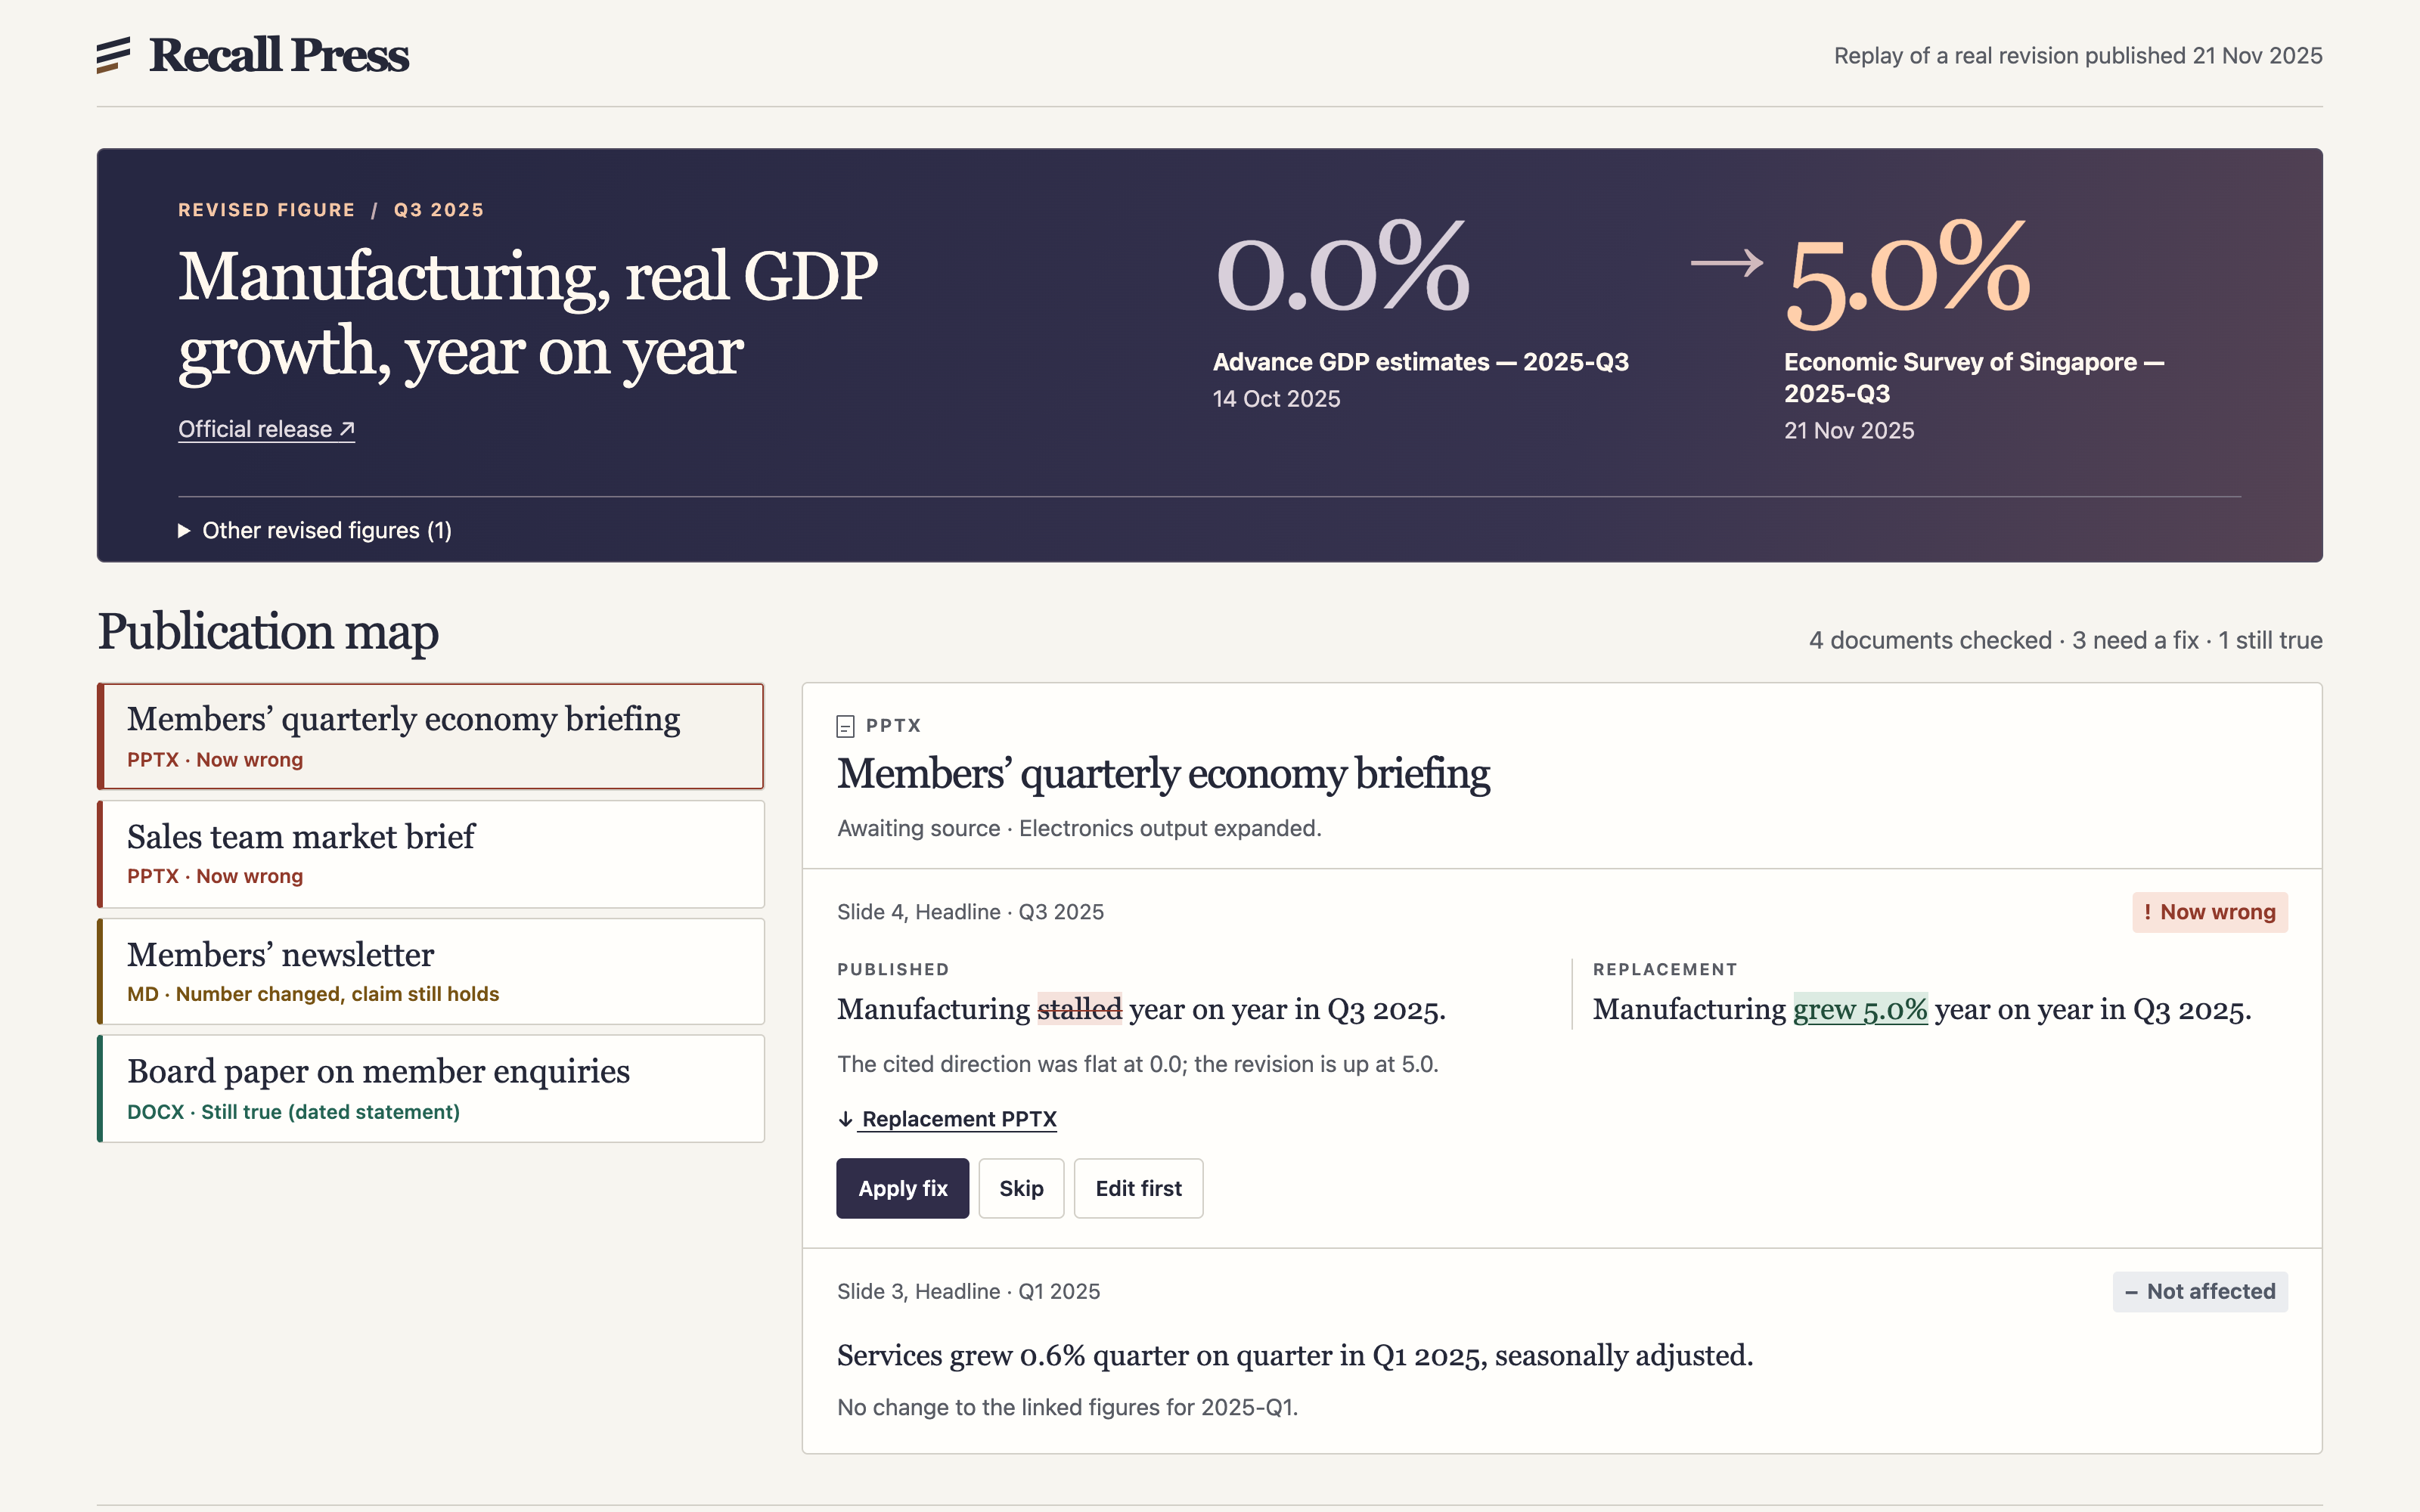 Recall Press
Replay of a real revision published 21 Nov 2025
REVISED FIGURE / Q3 2025
Manufacturing, real GDP
growth, year on year
Official release ↗
0.0%
Advance GDP estimates — 2025-Q3
14 Oct 2025
→
5.0%
Economic Survey of Singapore —
2025-Q3
21 Nov 2025
▶ Other revised figures (1)
Publication map
4 documents checked · 3 need a fix · 1 still true
Members’ quarterly economy briefing
PPTX · Now wrong
Sales team market brief
PPTX · Now wrong
Members’ newsletter
MD · Number changed, claim still holds
Board paper on member enquiries
DOCX · Still true (dated statement)
PPTX
Members’ quarterly economy briefing
Awaiting source · Electronics output expanded.
Slide 4, Headline · Q3 2025
! Now wrong
PUBLISHED
Manufacturing stalled year on year in Q3 2025.
REPLACEMENT
Manufacturing grew 5.0% year on year in Q3 2025.
The cited direction was flat at 0.0; the revision is up at 5.0.
↓ Replacement PPTX
Apply fix
Skip
Edit first
Slide 3, Headline · Q1 2025
– Not affected
Services grew 0.6% quarter on quarter in Q1 2025, seasonally adjusted.
No change to the linked figures for 2025-Q1.